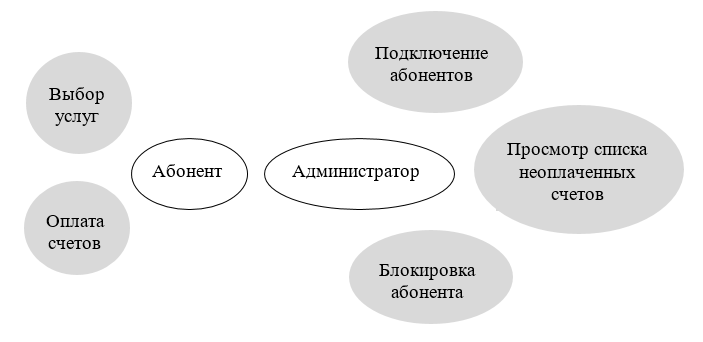 Выбор
услуг
Оплата
счетов
Абонент
Администратор
Подключение
абонентов
Просмотр списка
неоплаченных
счетов
Блокировка
абонента